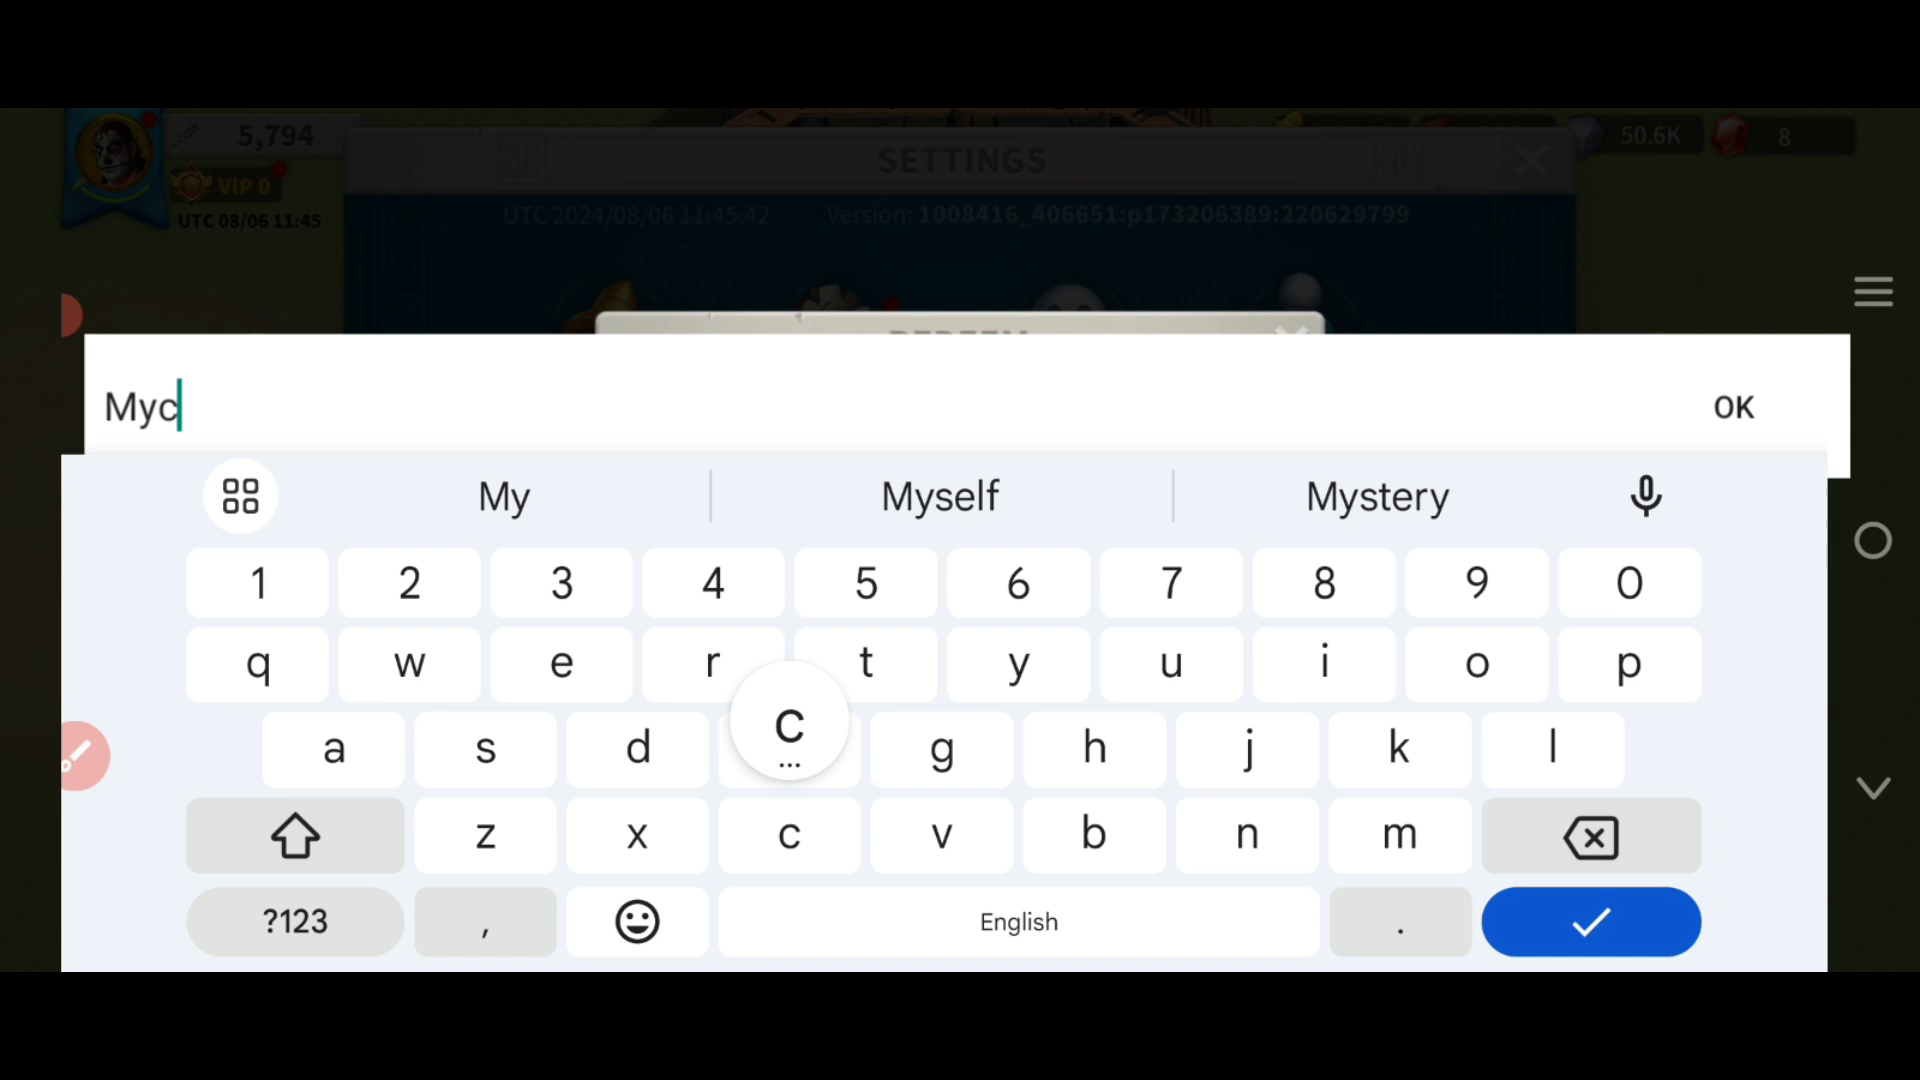 5,794
50.6K
8
SETTINGS
VIP 0
UTC 08/06 11:45
UTC 2024/08/06 11:45:42
Version: 1008416_406651:p173206389:220629799
REDEEM
Myc
OK
My
Myself
Mystery
1 2 3 4 5 6 7 8 9 0
q w e r t y u i o p
a s d c g h j k l
...
z x c v b n m
?123 , English .